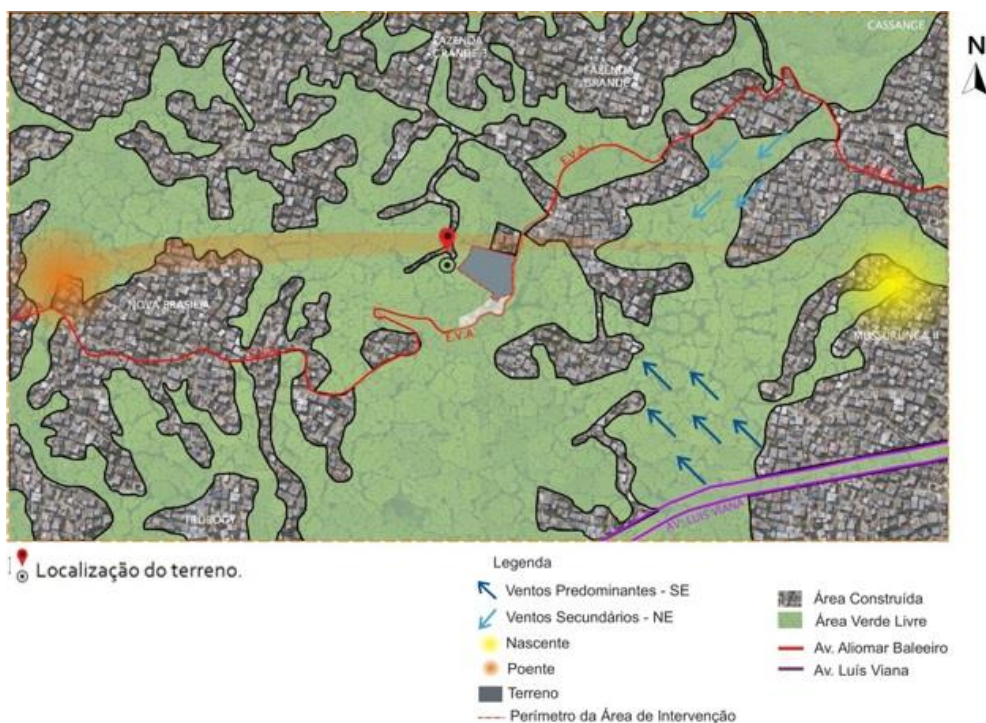 CASSANGE
N
FAZENDA
GRANDE 3
FAZENDA
GRANDE
E.V.A.
NOVA BRASÍLIA
MUSSURUNGA II
E.V.A.
TROBOGY
AV. LUÍS VIANA
Localização do terreno.
Legenda
Ventos Predominantes - SE
Ventos Secundários - NE
Nascente
Poente
Terreno
Perímetro da Área de Intervenção
Área Construída
Área Verde Livre
Av. Aliomar Baleeiro
Av. Luís Viana